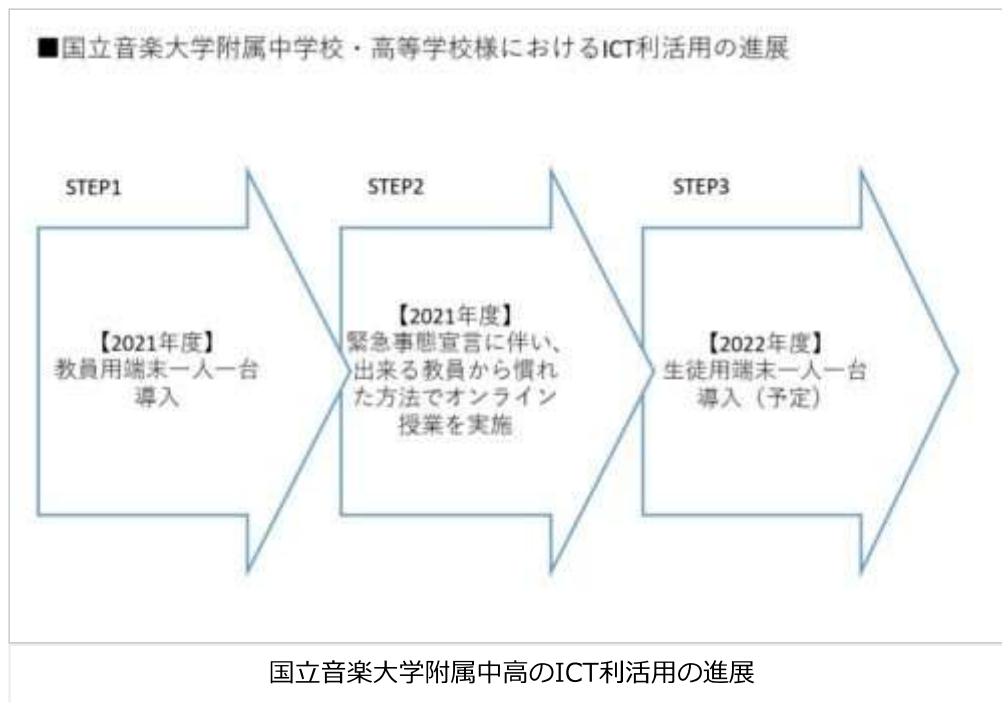 ■国立音楽大学附属中学校・高等学校様におけるICT利活用の進展
STEP1
【2021年度】
教員用端末一人一台
導入
STEP2
【2021年度】
緊急事態宣言に伴い、
出来る教員から慣れ
た方法でオンライン
授業を実施
STEP3
【2022年度】
生徒用端末一人一台
導入（予定）
国立音楽大学附属中高のICT利活用の進展